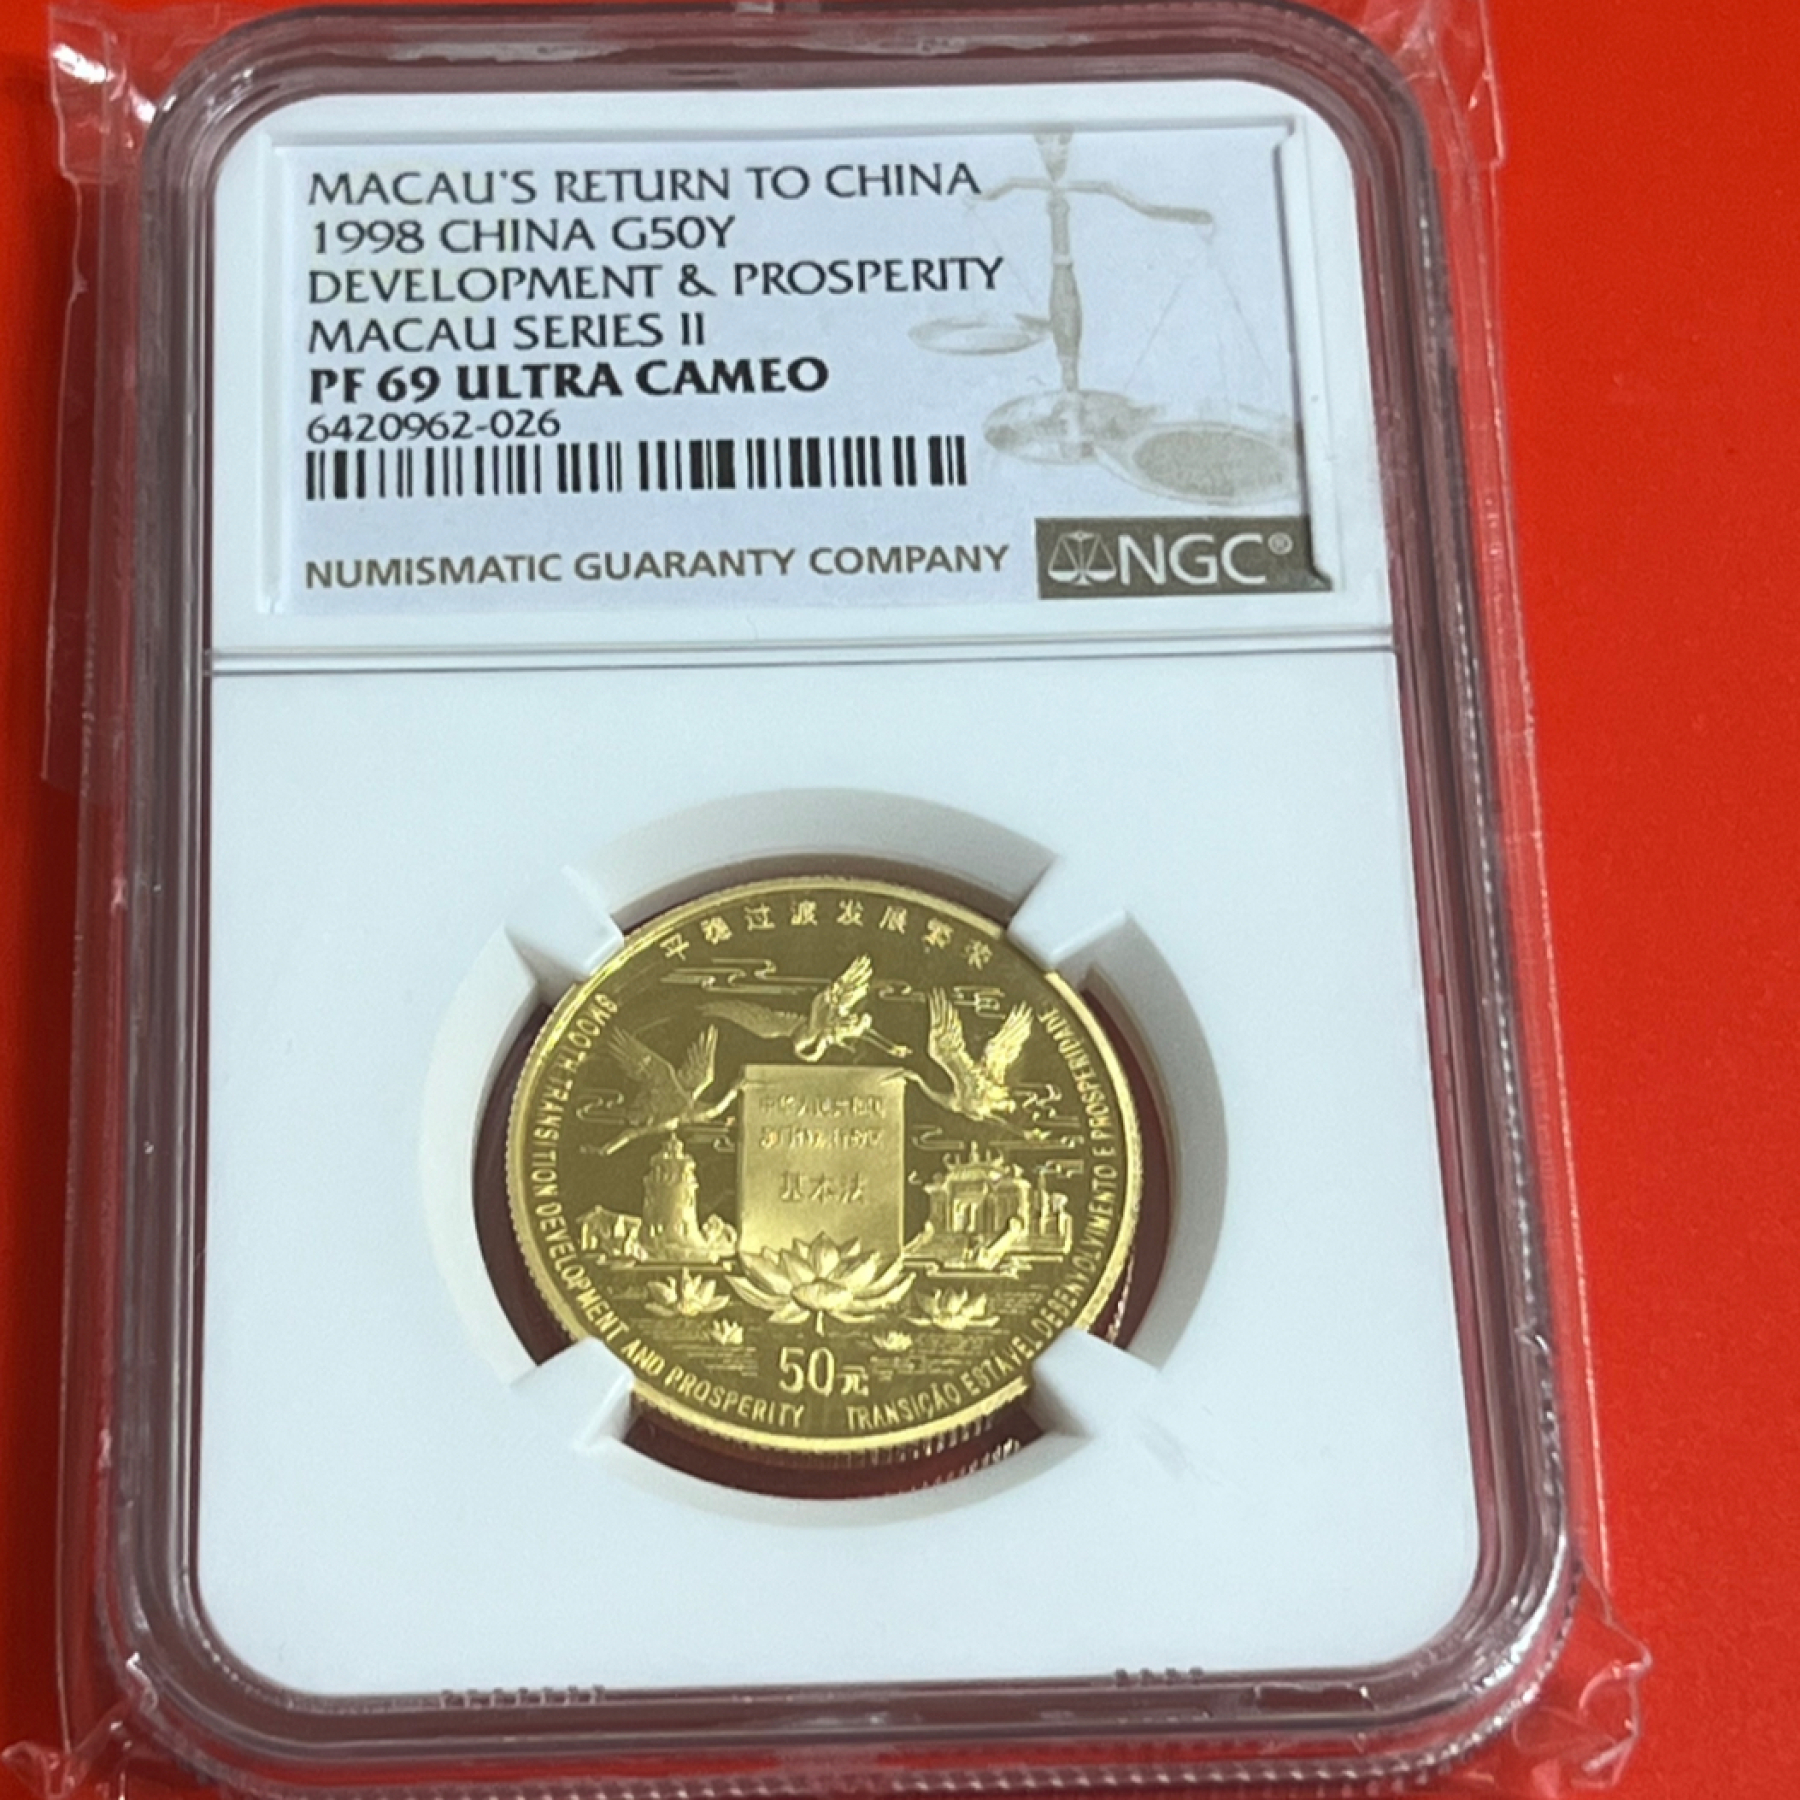 MACAU'S RETURN TO CHINA
1998 CHINA G50Y
DEVELOPMENT & PROSPERITY
MACAU SERIES II
PF 69 ULTRA CAMEO
6420962-026
NUMISMATIC GUARANTY COMPANY
NGC®
平稳过渡发展繁荣
SMOOTH TRANSITION DEVELOPMENT AND PROSPERITY
TRANSIÇÃO ESTÁVEL DEDENVOLVIMENTO E PROSPERIDADE
基本法
50元